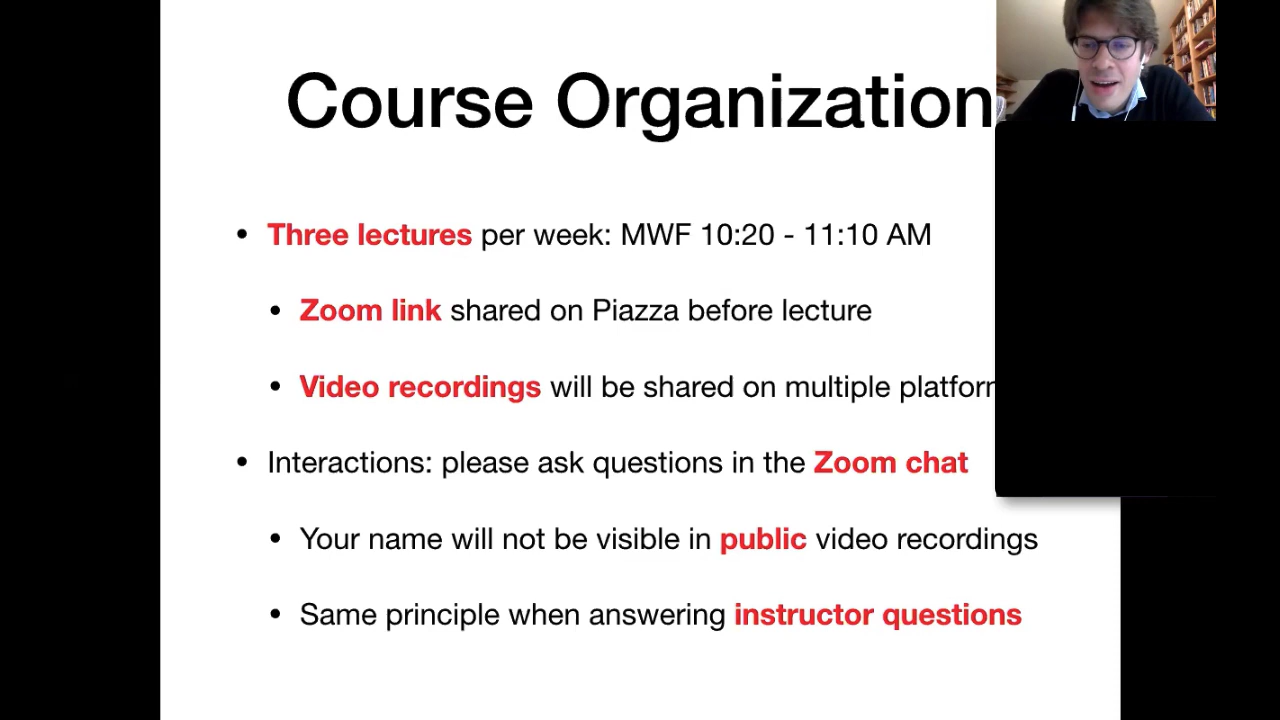 Course Organization
• Three lectures per week: MWF 10:20 - 11:10 AM
• Zoom link shared on Piazza before lecture
• Video recordings will be shared on multiple
• Interactions: please ask questions in the Zoom chat
• Your name will not be visible in public video recordings
• Same principle when answering instructor questions